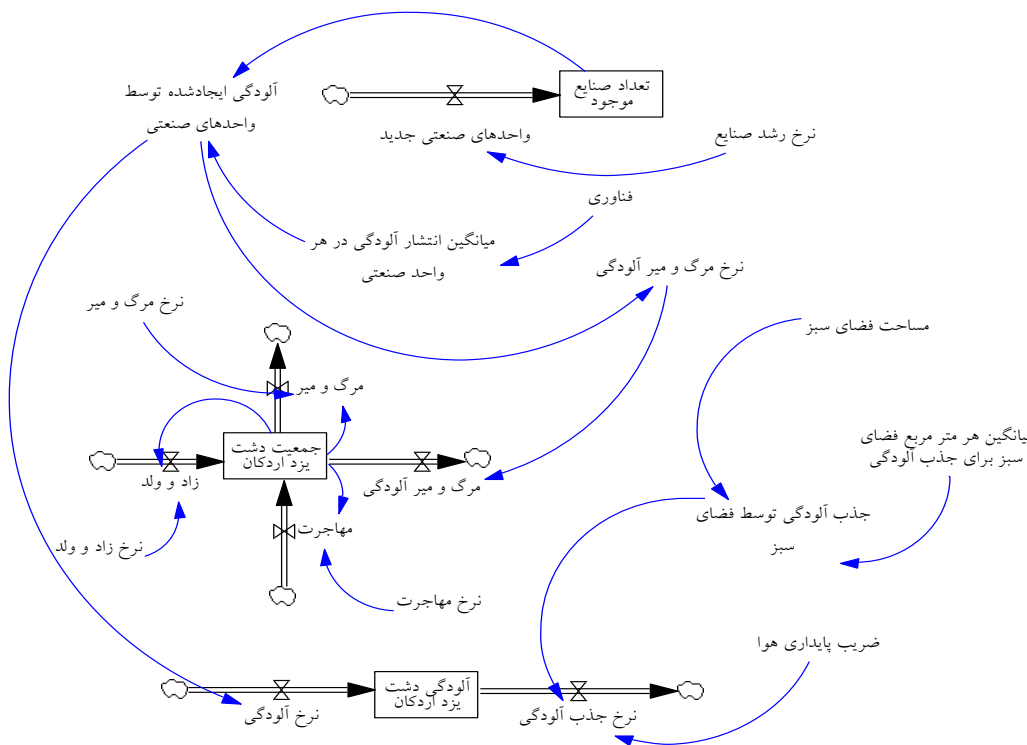 تعداد صنایع
موجود
آلودگی ایجادشده توسط
واحدهای صنعتی
واحدهای صنعتی جدید
نرخ رشد صنایع
فناوری
میانگین انتشار آلودگی در هر
واحد صنعتی
نرخ مرگ و میر آلودگی
نرخ مرگ و میر
مساحت فضای سبز
مرگ و میر
جمعیت دشت
یزد اردکان
زاد و ولد
مرگ و میر آلودگی
یانگین هر متر مربع فضای
سبز برای جذب آلودگی
جذب آلودگی توسط فضای
سبز
مهاجرت
نرخ زاد و ولد
نرخ مهاجرت
ضریب پایداری هوا
آلودگی دشت
یزد اردکان
نرخ آلودگی
نرخ جذب آلودگی